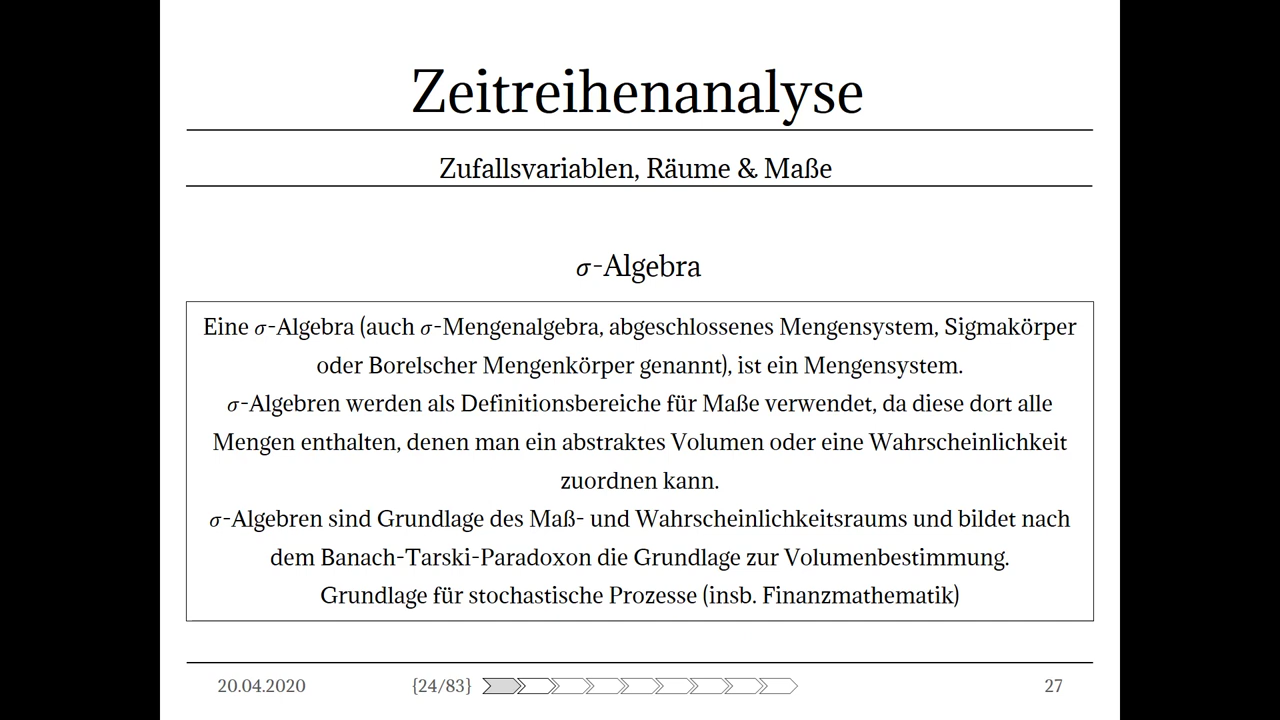 Zeitreihenanalyse
Zufallsvariablen, Räume & Maße
σ-Algebra
Eine σ-Algebra (auch σ-Mengenalgebra, abgeschlossenes Mengensystem, Sigmakörper
oder Borelscher Mengenkörper genannt), ist ein Mengensystem.
σ-Algebren werden als Definitionsbereiche für Maße verwendet, da diese dort alle
Mengen enthalten, denen man ein abstraktes Volumen oder eine Wahrscheinlichkeit
zuordnen kann.
σ-Algebren sind Grundlage des Maß- und Wahrscheinlichkeitsraums und bildet nach
dem Banach-Tarski-Paradoxon die Grundlage zur Volumenbestimmung.
Grundlage für stochastische Prozesse (insb. Finanzmathematik)
20.04.2020 {24/83} 27